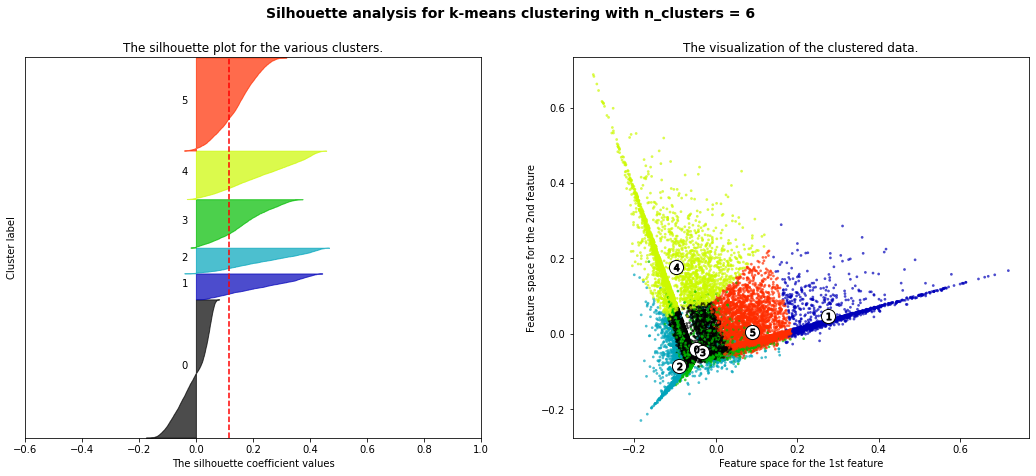 Silhouette analysis for k-means clustering with n_clusters = 6
The silhouette plot for the various clusters.
Cluster label
5
4
3
2
1
0
−0.6 −0.4 −0.2 0.0 0.2 0.4 0.6 0.8 1.0
The silhouette coefficient values
The visualization of the clustered data.
Feature space for the 2nd feature
0.6
0.4
0.2
0.0
−0.2
4
1
5
0
3
2
−0.2 0.0 0.2 0.4 0.6
Feature space for the 1st feature